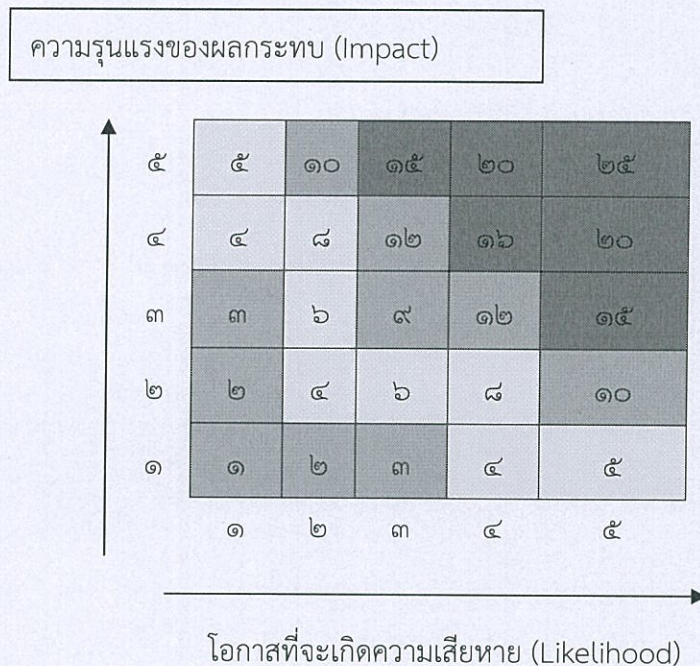 ความรุนแรงของผลกระทบ (Impact)
๕ ๕ ๑๐ ๑๕ ๒๐ ๒๕
๔ ๔ ๘ ๑๒ ๑๖ ๒๐
๓ ๓ ๖ ๙ ๑๒ ๑๕
๒ ๒ ๔ ๖ ๘ ๑๐
๑ ๑ ๒ ๓ ๔ ๕
๑ ๒ ๓ ๔ ๕
โอกาสที่จะเกิดความเสียหาย (Likelihood)